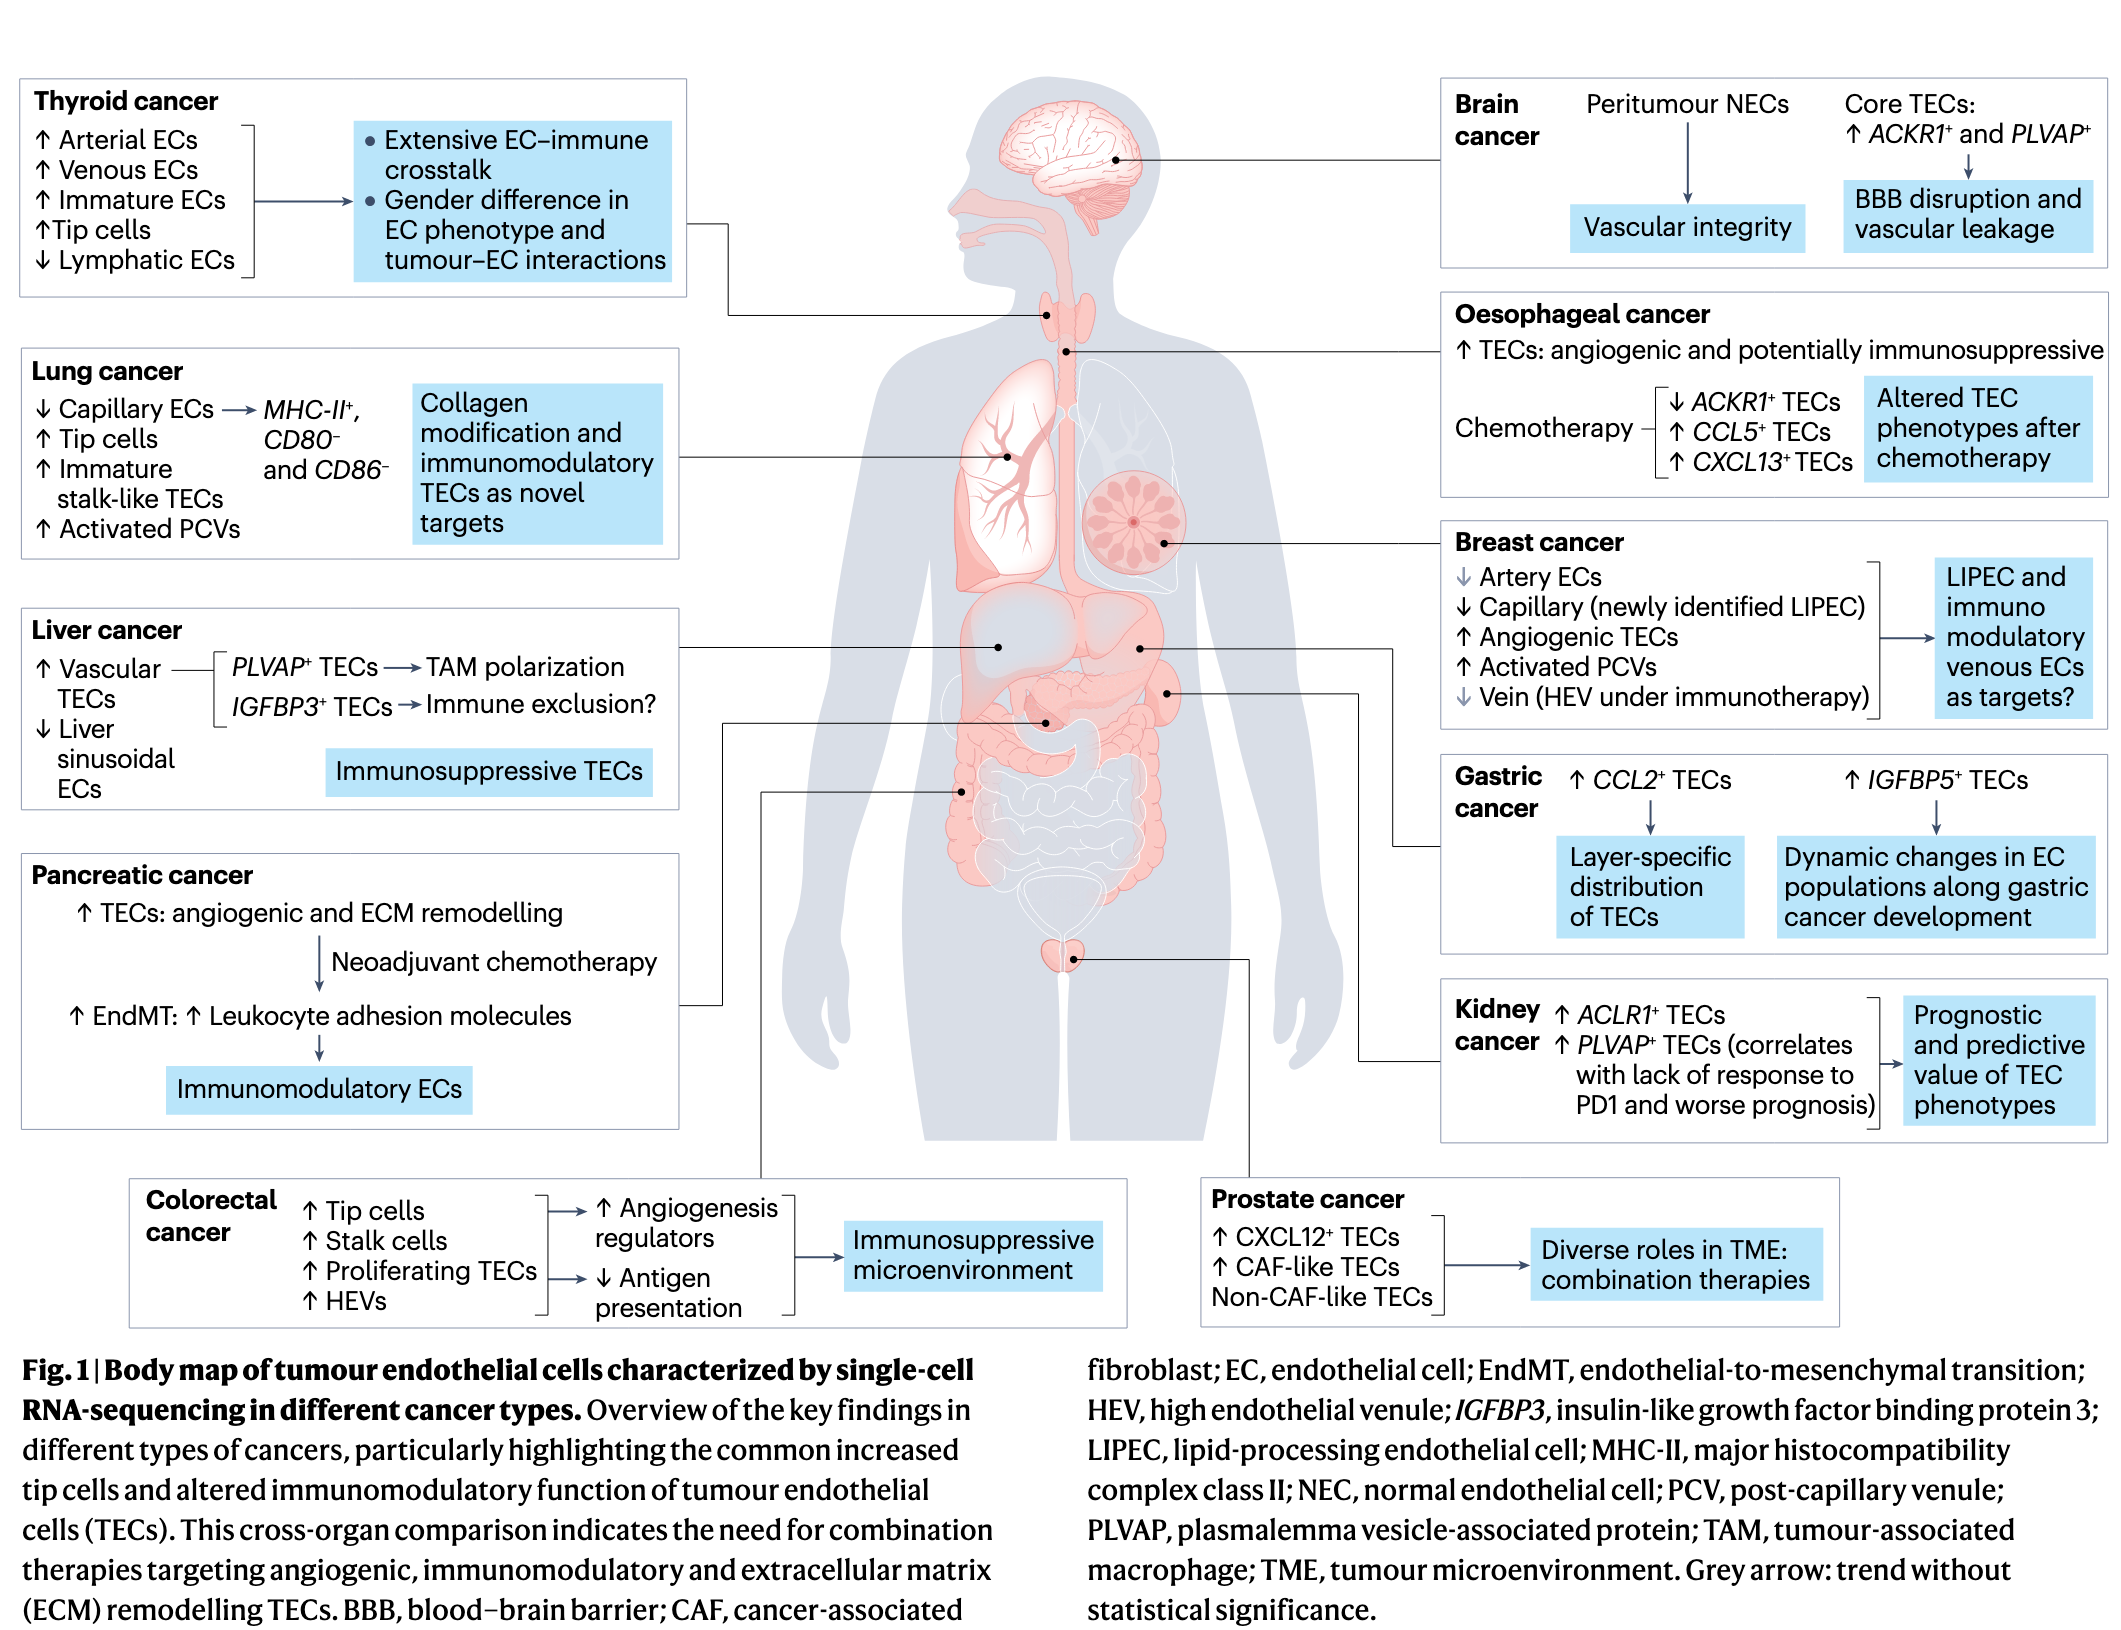 Thyroid cancer
↑ Arterial ECs
↑ Venous ECs
↑ Immature ECs
↑Tip cells
↓ Lymphatic ECs
• Extensive EC–immune
crosstalk
• Gender difference in
EC phenotype and
tumour–EC interactions
Lung cancer
↓ Capillary ECs → MHC-II⁺,
CD80⁻
and CD86⁻
↑ Tip cells
↑ Immature
stalk-like TECs
↑ Activated PCVs
Collagen
modification and
immunomodulatory
TECs as novel
targets
Liver cancer
↑ Vascular
TECs
↓ Liver
sinusoidal
ECs
PLVAP⁺ TECs → TAM polarization
IGFBP3⁺ TECs → Immune exclusion?
Immunosuppressive TECs
Pancreatic cancer
↑ TECs: angiogenic and ECM remodelling
Neoadjuvant chemotherapy
↑ EndMT: ↑ Leukocyte adhesion molecules
Immunomodulatory ECs
Colorectal
cancer
↑ Tip cells
↑ Stalk cells
↑ Proliferating TECs
↑ HEVs
↑ Angiogenesis
regulators
↓ Antigen
presentation
Immunosuppressive
microenvironment
Brain
cancer
Peritumour NECs
Vascular integrity
Core TECs:
↑ ACKR1⁺ and PLVAP⁺
BBB disruption and
vascular leakage
Oesophageal cancer
↑ TECs: angiogenic and potentially immunosuppressive
Chemotherapy
↓ ACKR1⁺ TECs
↑ CCL5⁺ TECs
↑ CXCL13⁺ TECs
Altered TEC
phenotypes after
chemotherapy
Breast cancer
↓ Artery ECs
↓ Capillary (newly identified LIPEC)
↑ Angiogenic TECs
↑ Activated PCVs
↓ Vein (HEV under immunotherapy)
LIPEC and
immuno
modulatory
venous ECs
as targets?
Gastric
cancer
↑ CCL2⁺ TECs
Layer-specific
distribution
of TECs
↑ IGFBP5⁺ TECs
Dynamic changes in EC
populations along gastric
cancer development
Kidney
cancer
↑ ACLR1⁺ TECs
↑ PLVAP⁺ TECs (correlates
with lack of response to
PD1 and worse prognosis)
Prognostic
and predictive
value of TEC
phenotypes
Prostate cancer
↑ CXCL12⁺ TECs
↑ CAF-like TECs
Non-CAF-like TECs
Diverse roles in TME:
combination therapies
Fig. 1 | Body map of tumour endothelial cells characterized by single-cell
RNA-sequencing in different cancer types. Overview of the key findings in
different types of cancers, particularly highlighting the common increased
tip cells and altered immunomodulatory function of tumour endothelial
cells (TECs). This cross-organ comparison indicates the need for combination
therapies targeting angiogenic, immunomodulatory and extracellular matrix
(ECM) remodelling TECs. BBB, blood–brain barrier; CAF, cancer-associated
fibroblast; EC, endothelial cell; EndMT, endothelial-to-mesenchymal transition;
HEV, high endothelial venule; IGFBP3, insulin-like growth factor binding protein 3;
LIPEC, lipid-processing endothelial cell; MHC-II, major histocompatibility
complex class II; NEC, normal endothelial cell; PCV, post-capillary venule;
PLVAP, plasmalemma vesicle-associated protein; TAM, tumour-associated
macrophage; TME, tumour microenvironment. Grey arrow: trend without
statistical significance.